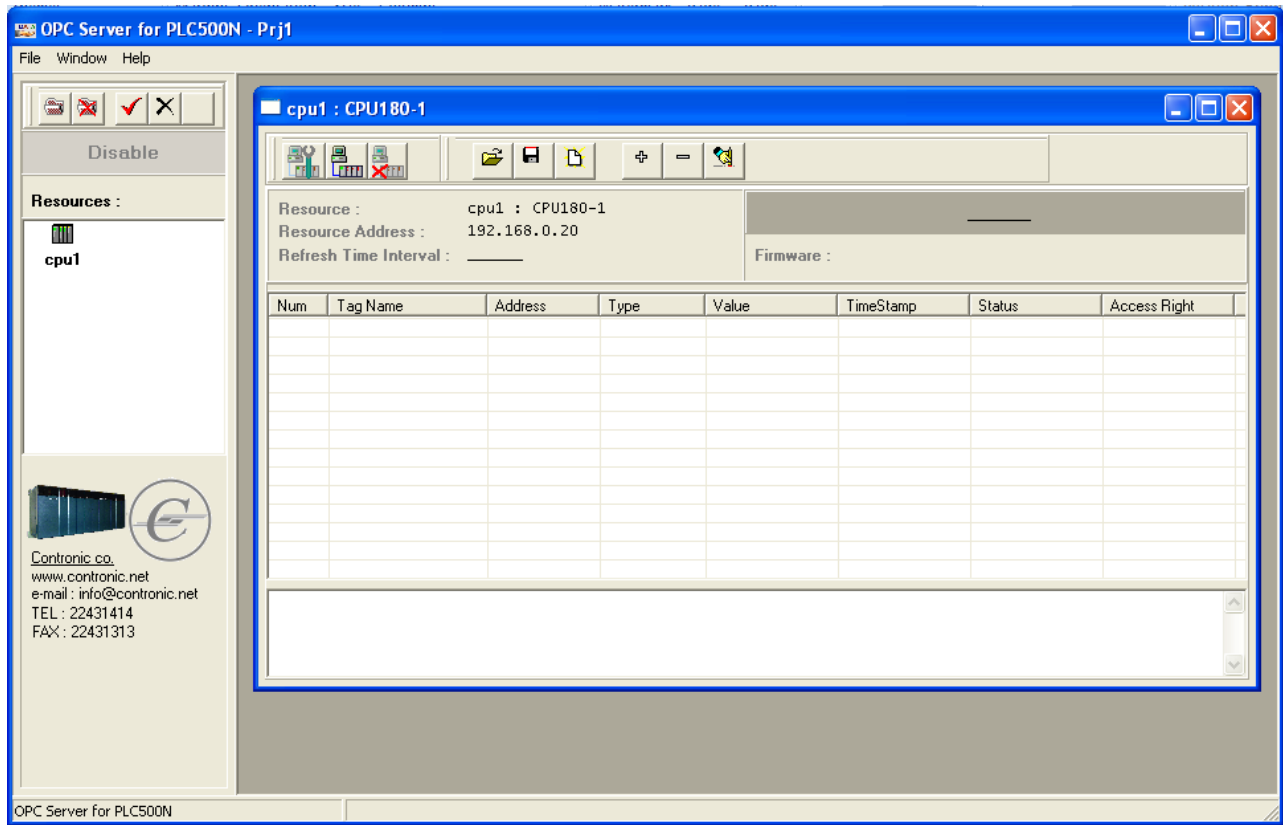 OPC Server for PLC500N - Prj1
File Window Help
Disable
Resources :
cpu1
Contronic co.
www.contronic.net
e-mail : info@contronic.net
TEL : 22431414
FAX : 22431313
cpu1 : CPU180-1
Resource : cpu1 : CPU180-1
Resource Address : 192.168.0.20
Refresh Time Interval :
Firmware :
Num Tag Name Address Type Value TimeStamp Status Access Right
OPC Server for PLC500N